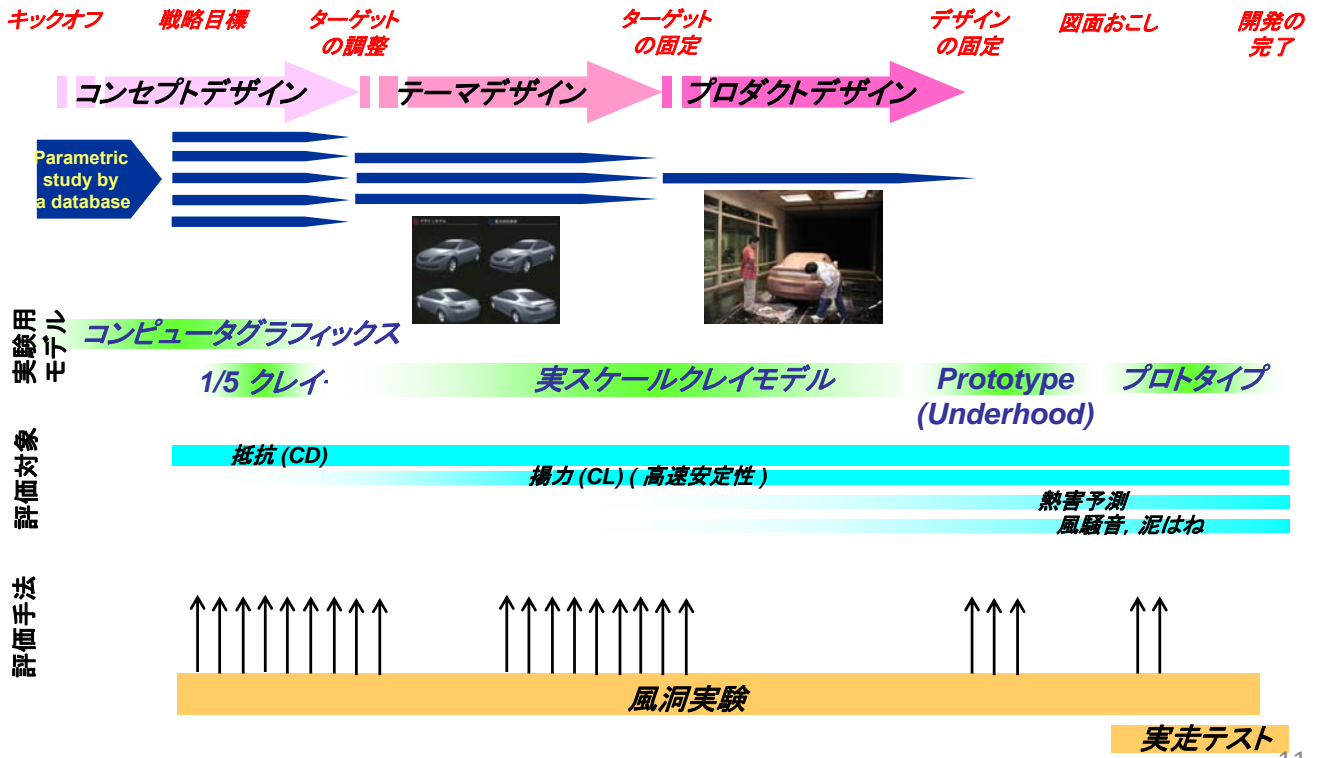 キックオフ
戦略目標
ターゲット
の調整
ターゲット
の固定
デザイン
の固定
図面おこし
開発の
完了
コンセプトデザイン
テーマデザイン
プロダクトデザイン
Parametric
study by
a database
実験用
モデル
コンピュータグラフィックス
1/5 クレイ
実スケールクレイモデル
Prototype
(Underhood)
プロトタイプ
評価対象
抵抗 (CD)
揚力 (CL) ( 高速安定性 )
熱害予測
風騒音, 泥はね
評価手法
風洞実験
実走テスト
11